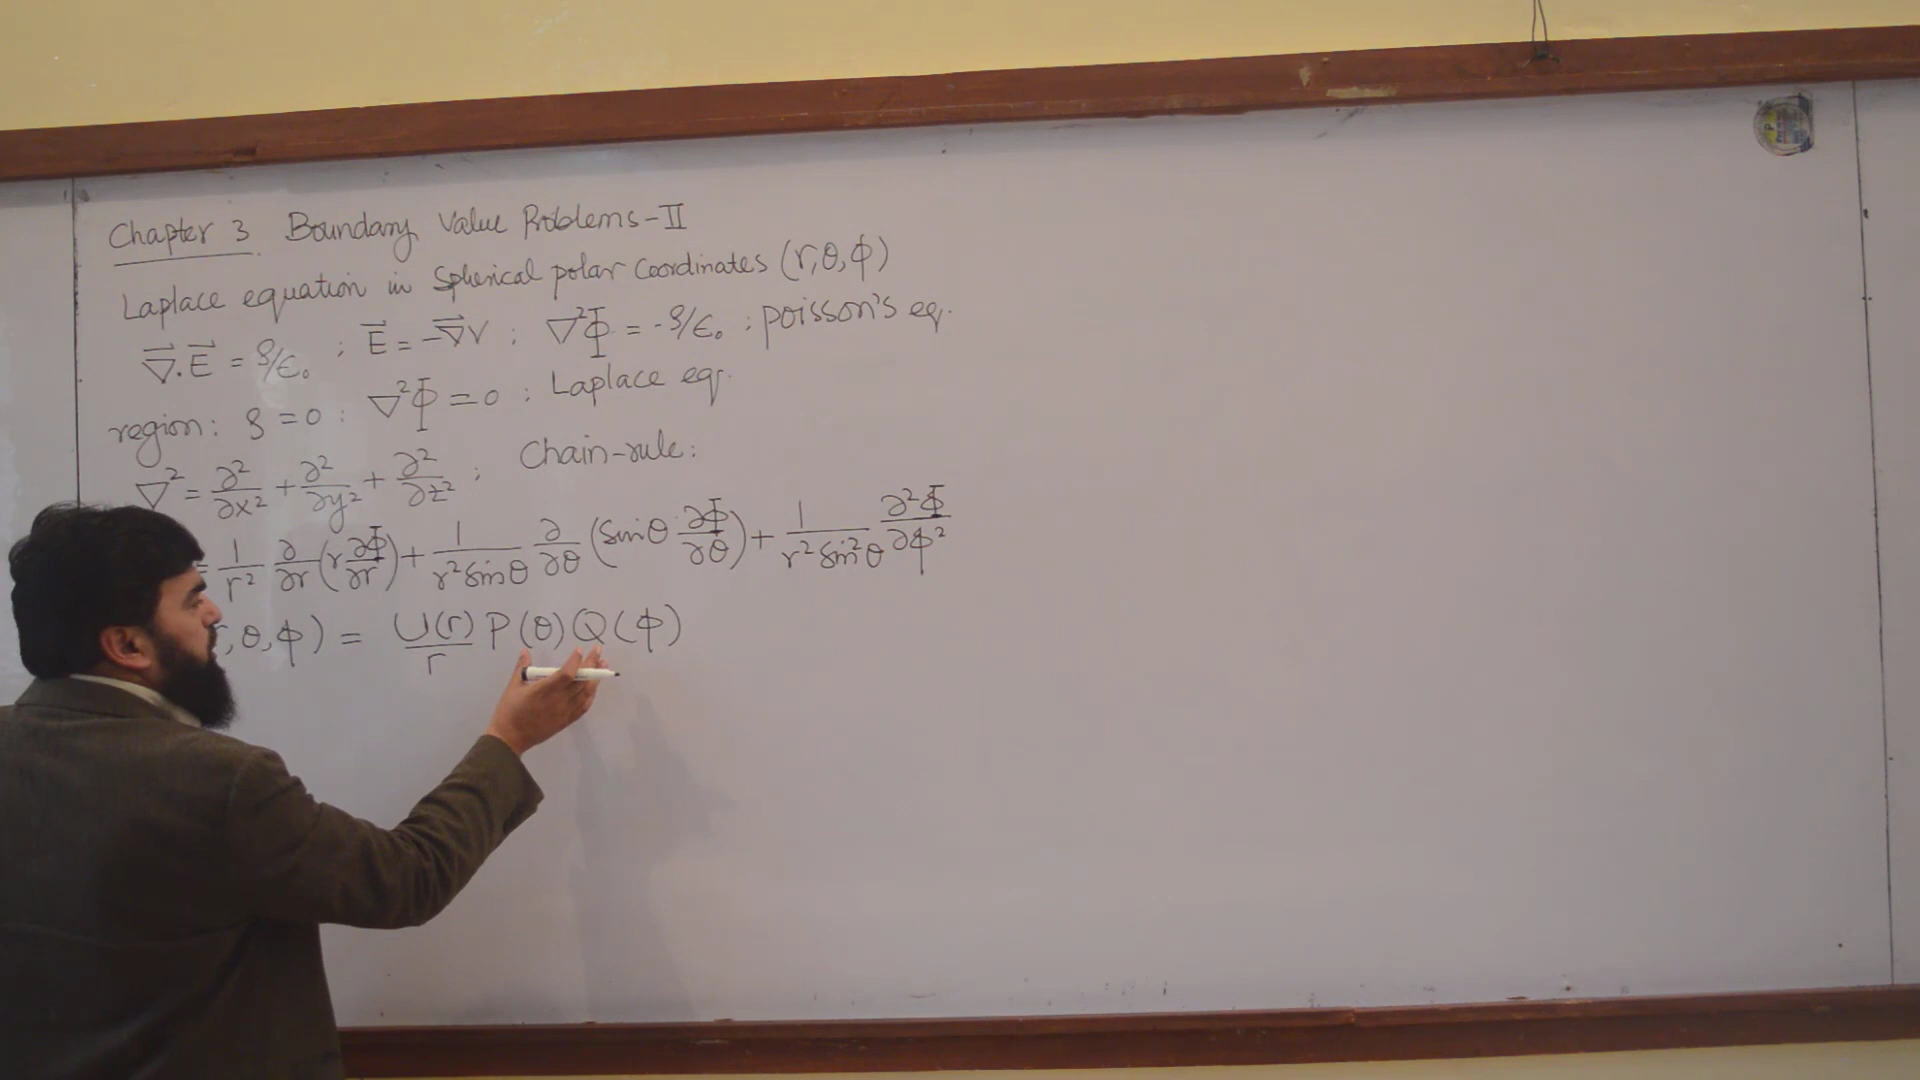 Chapter 3 Boundary Value Problems-II
Laplace equation in Spherical polar Coordinates (r,θ,ϕ)
∇⃗.E⃗ = ρ/ϵ₀ ; E⃗ = -∇⃗V ; ∇²Φ = -ρ/ϵ₀ ; Poisson's eq.
region: ρ = 0 : ∇²Φ = 0 ; Laplace eq.
∇² = ∂²/∂x² + ∂²/∂y² + ∂²/∂z² ; Chain-rule:
= 1/r² ∂/∂r (r ∂Φ/∂r) + 1/(r² sinθ) ∂/∂θ (sinθ ∂Φ/∂θ) + 1/(r² sin²θ) ∂²Φ/∂ϕ²
,θ,ϕ) = U(r)/r P(θ) Q(ϕ)